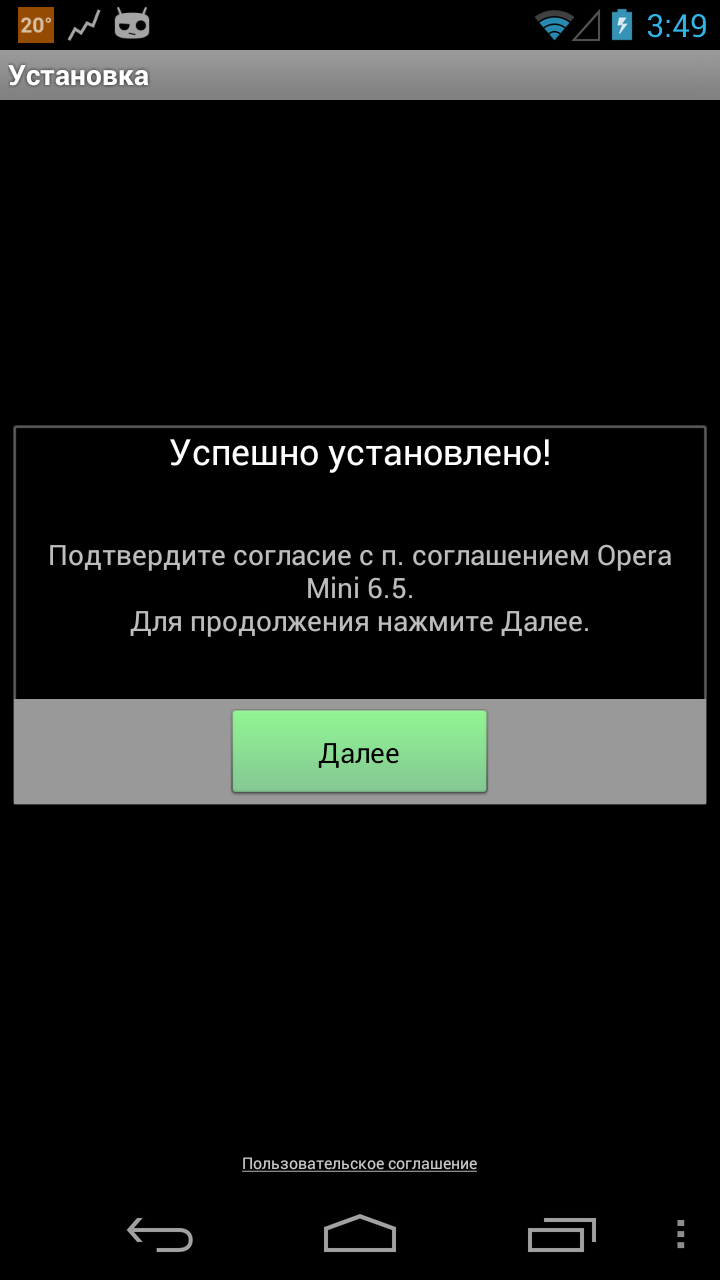 20°
3:49
Установка
Успешно установлено!
Подтвердите согласие с п. соглашением Opera
Mini 6.5.
Для продолжения нажмите Далее.
Далее
Пользовательское соглашение